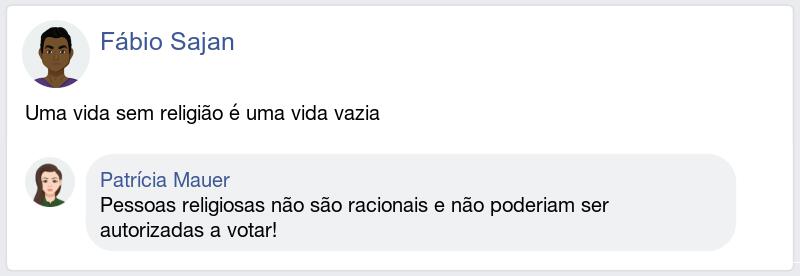 Fábio Sajan
Uma vida sem religião é uma vida vazia
Patrícia Mauer
Pessoas religiosas não são racionais e não poderiam ser
autorizadas a votar!